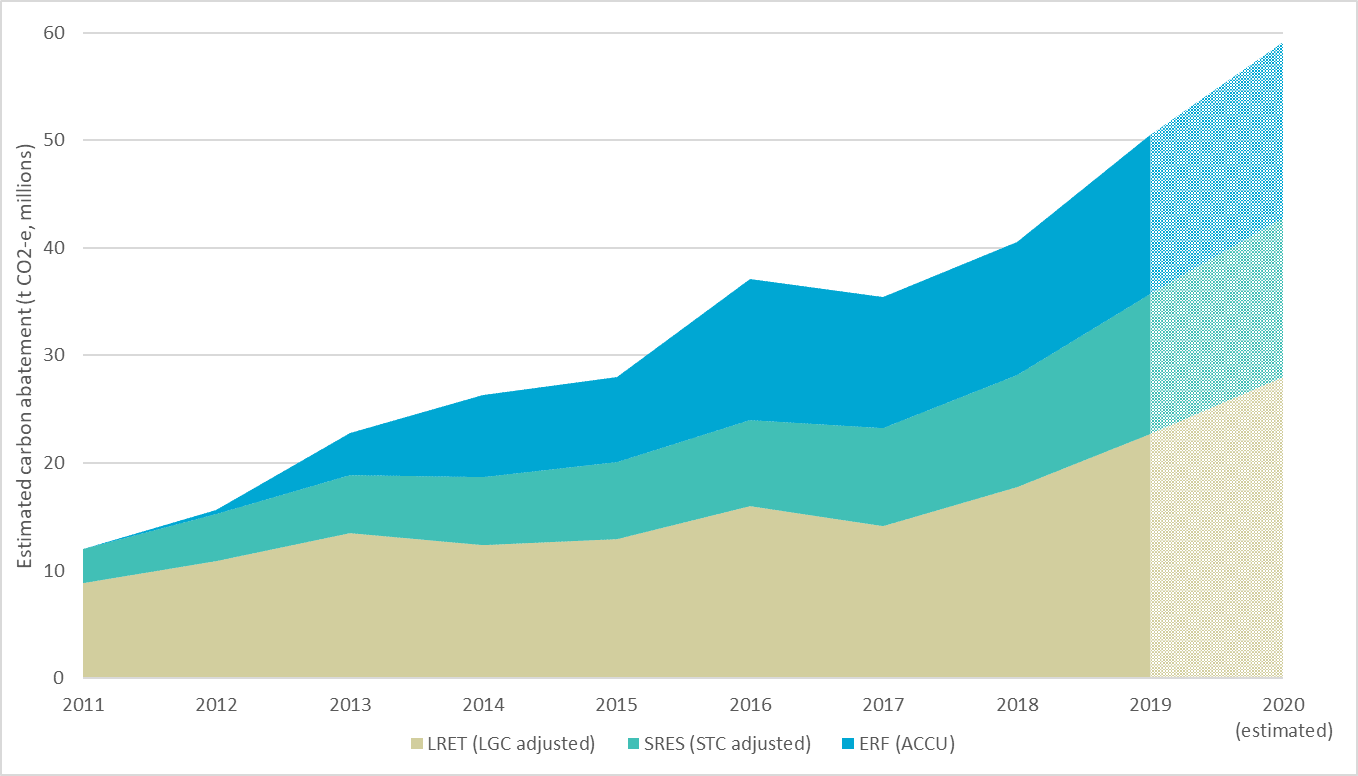 Estimated carbon abatement (t CO2-e, millions)
60
50
40
30
20
10
0
2011 2012 2013 2014 2015 2016 2017 2018 2019 2020
(estimated)
LRET (LGC adjusted) SRES (STC adjusted) ERF (ACCU)